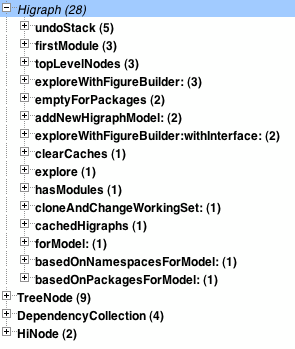 Higraph (28)
undoStack (5)
firstModule (3)
topLevelNodes (3)
exploreWithFigureBuilder: (3)
emptyForPackages (2)
addNewHigraphModel: (2)
exploreWithFigureBuilder:withInterface: (2)
clearCaches (1)
explore (1)
hasModules (1)
cloneAndChangeWorkingSet: (1)
cachedHigraphs (1)
forModel: (1)
basedOnNamespacesForModel: (1)
basedOnPackagesForModel: (1)
TreeNode (9)
DependencyCollection (4)
HiNode (2)